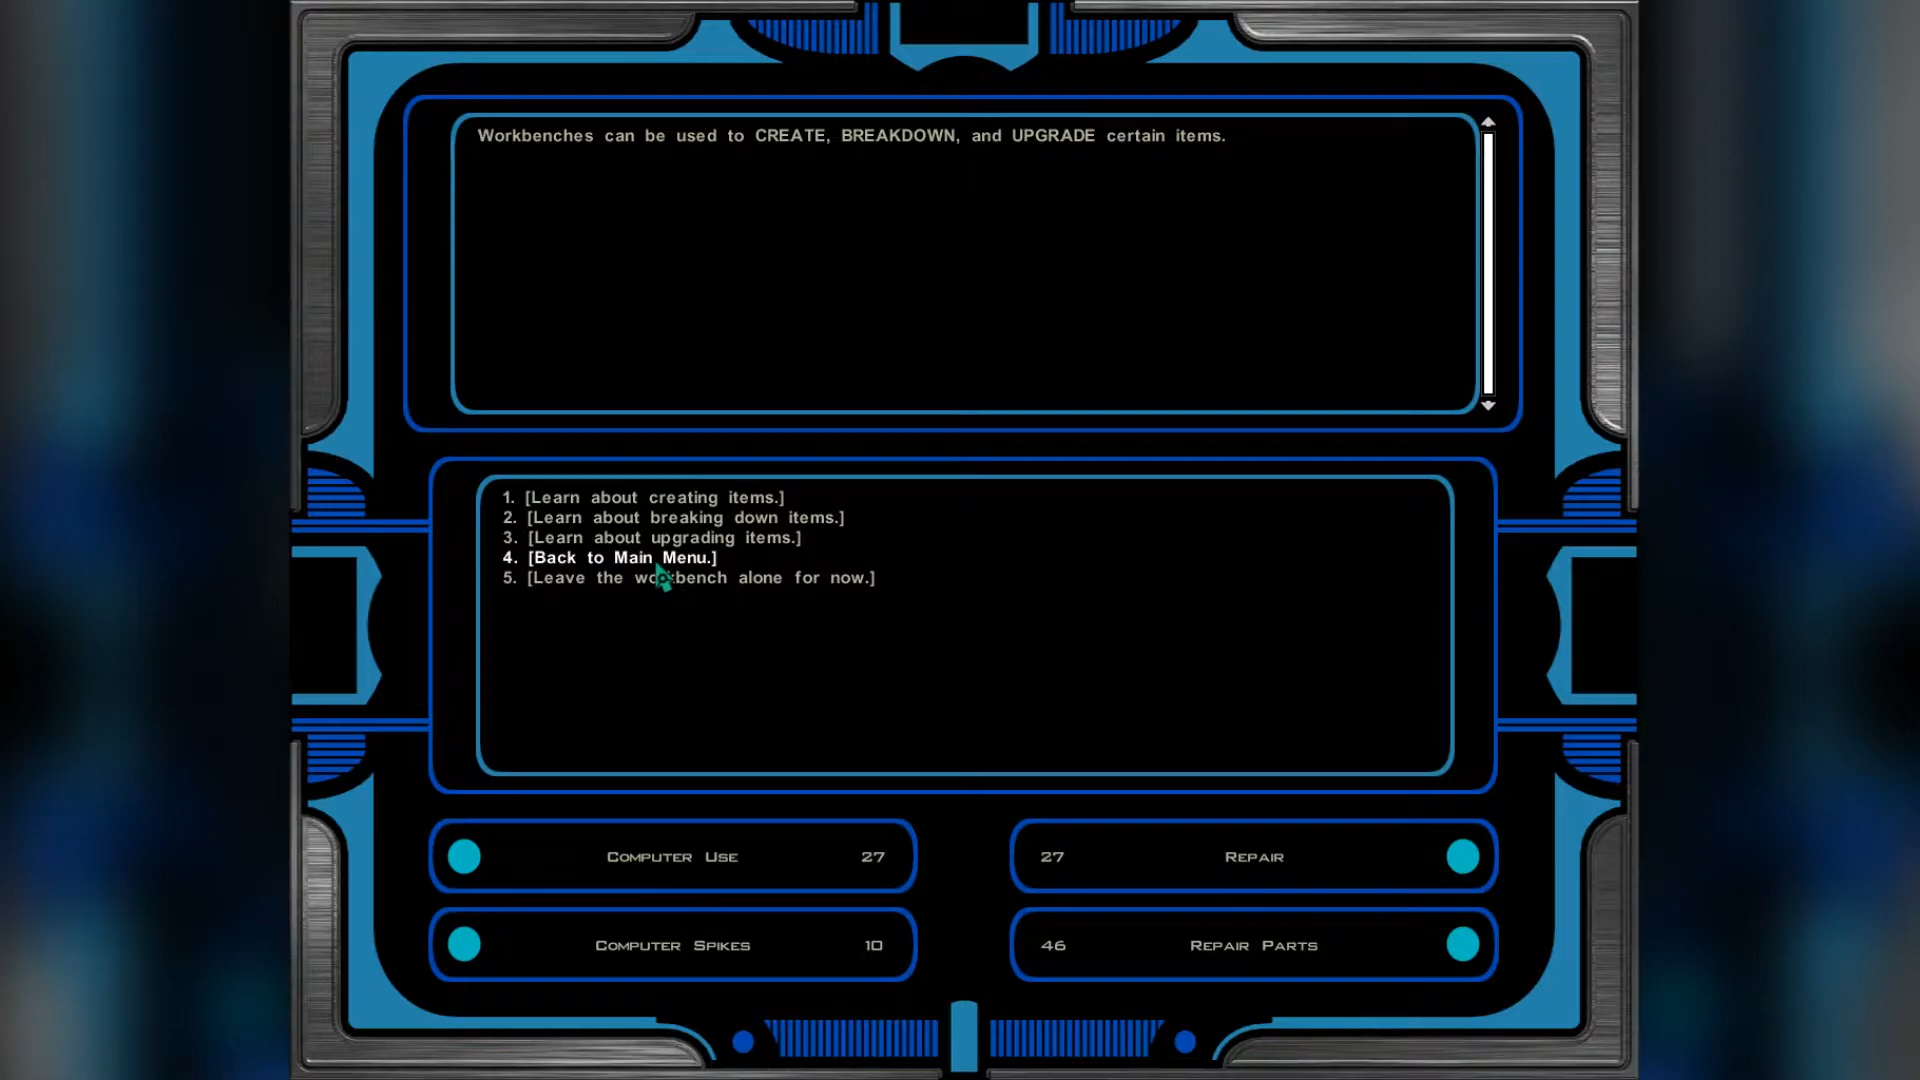 Workbenches can be used to CREATE, BREAKDOWN, and UPGRADE certain items.
1. [Learn about creating items.]
2. [Learn about breaking down items.]
3. [Learn about upgrading items.]
4. [Back to Main Menu.]
5. [Leave the workbench alone for now.]
Computer Use 27
27 Repair
Computer Spikes 10
46 Repair Parts